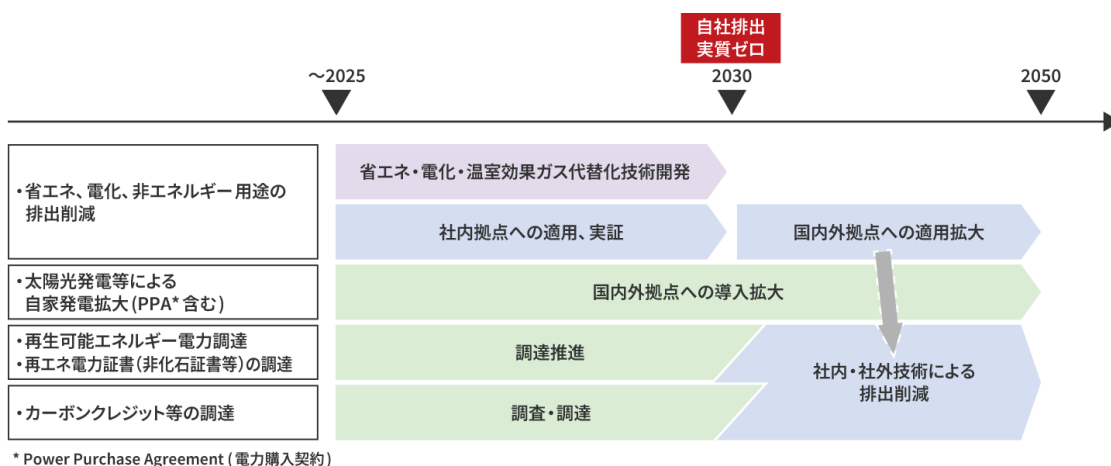 自社排出
実質ゼロ
～2025
2030
2050
・省エネ、電化、非エネルギー用途の
排出削減
省エネ・電化・温室効果ガス代替化技術開発
社内拠点への適用、実証
国内外拠点への適用拡大
・太陽光発電等による
自家発電拡大(PPA*含む)
国内外拠点への導入拡大
・再生可能エネルギー電力調達
・再エネ電力証書(非化石証書等)の調達
調達推進
社内・社外技術による
排出削減
・カーボンクレジット等の調達
調査・調達
* Power Purchase Agreement (電力購入契約)